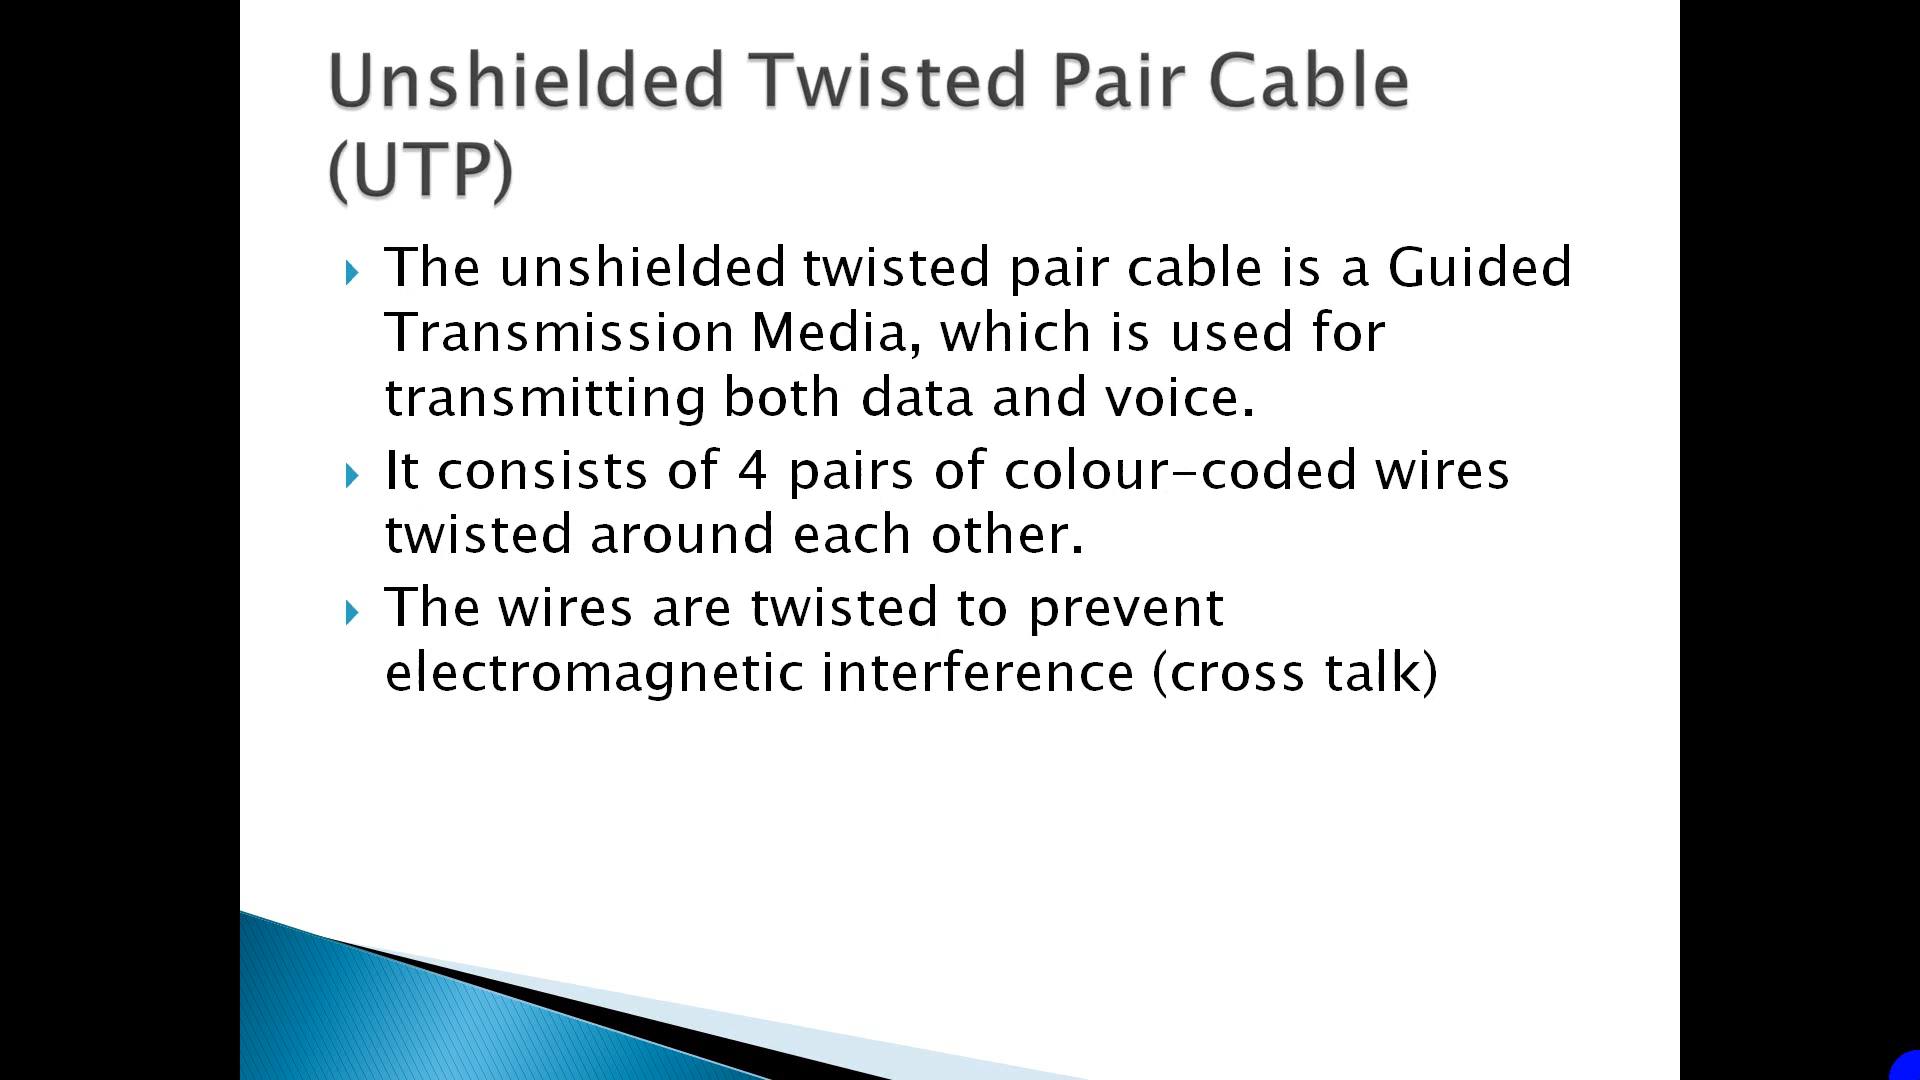 Unshielded Twisted Pair Cable
(UTP)
The unshielded twisted pair cable is a Guided
Transmission Media, which is used for
transmitting both data and voice.
It consists of 4 pairs of colour-coded wires
twisted around each other.
The wires are twisted to prevent
electromagnetic interference (cross talk)